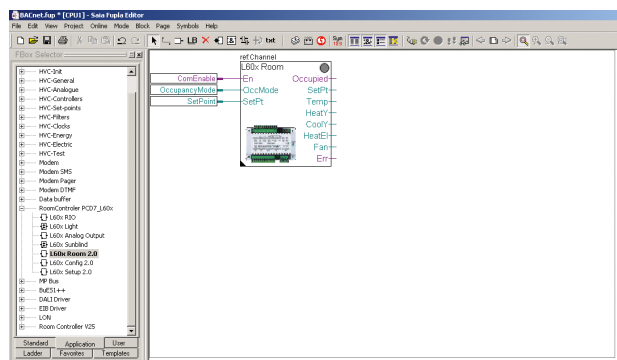 BACnet.fup * [CPU1] - Saia Fupla Editor
File Edit View Project Online Mode Block Page Symbols Help
LB
FBox Selector
HVC-Init
HVC-General
HVC-Analogue
HVC-Controllers
HVC-Set-points
HVC-Filters
HVC-Clocks
HVC-Energy
HVC-Electric
HVC-Test
Modem
Modem SMS
Modem Pager
Modem DTMF
Data buffer
RoomControler PCD7_L60x
L60x RIO
L60x Light
L60x Analog Output
L60x Sunblind
L60x Room 2.0
L60x Config 2.0
L60x Setup 2.0
MP Bus
BuES1++
DALI Driver
EIB Driver
LON
Room Controller V25
Standard Application User
Ladder Favorites Templates
ref:Channel
L60x Room
ComEnable En Occupied
OccupancyMode OccMode SetPt
SetPoint SetPt Temp
HeatY
CoolY
HeatEl
Fan
Err